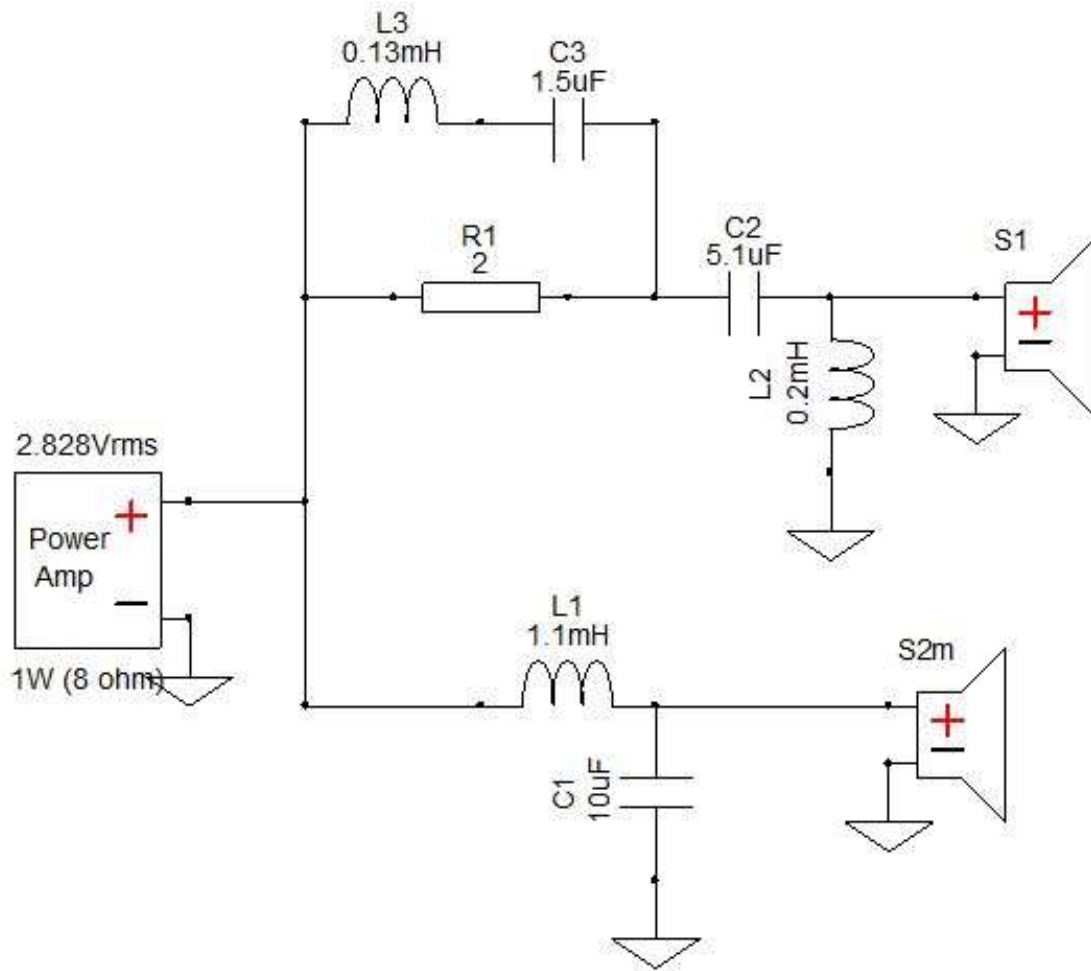 L3
0.13mH
C3
1.5uF
R1
2
C2
5.1uF
S1
+
−
L2
0.2mH
2.828Vrms
Power
Amp
+
−
1W (8 ohm)
L1
1.1mH
S2m
+
−
C1
10uF